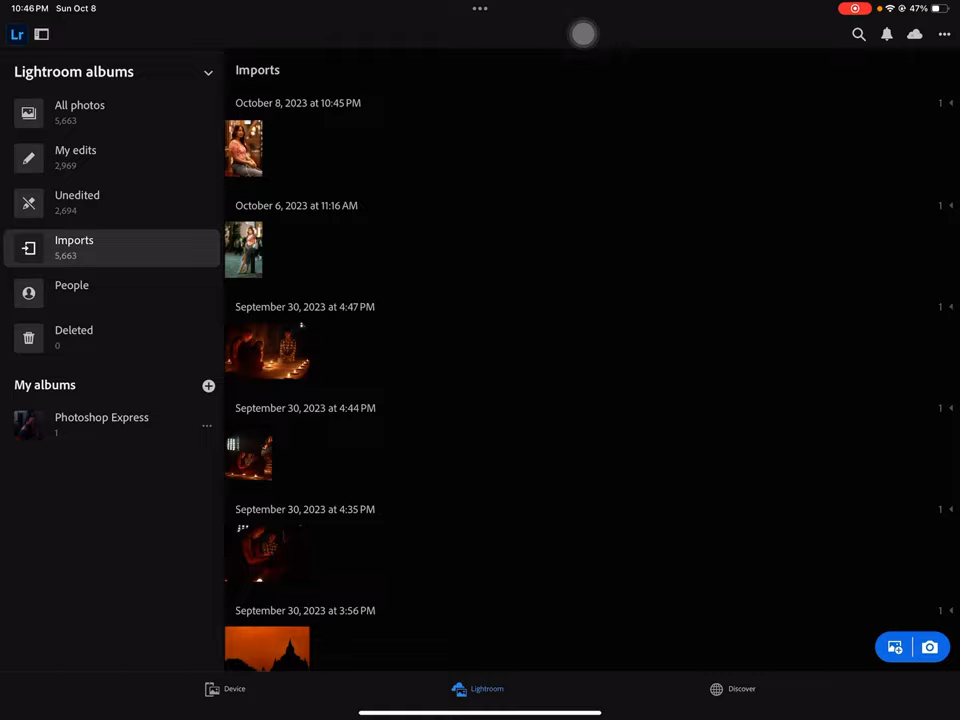 10:46 PM Sun Oct 8
47%
Lr
Lightroom albums
All photos
5,663
My edits
2,969
Unedited
2,694
Imports
5,663
People
Deleted
0
My albums
Photoshop Express
1
Imports
October 8, 2023 at 10:45 PM
1
October 6, 2023 at 11:16 AM
1
September 30, 2023 at 4:47 PM
1
September 30, 2023 at 4:44 PM
1
September 30, 2023 at 4:35 PM
1
September 30, 2023 at 3:56 PM
1
Device
Lightroom
Discover